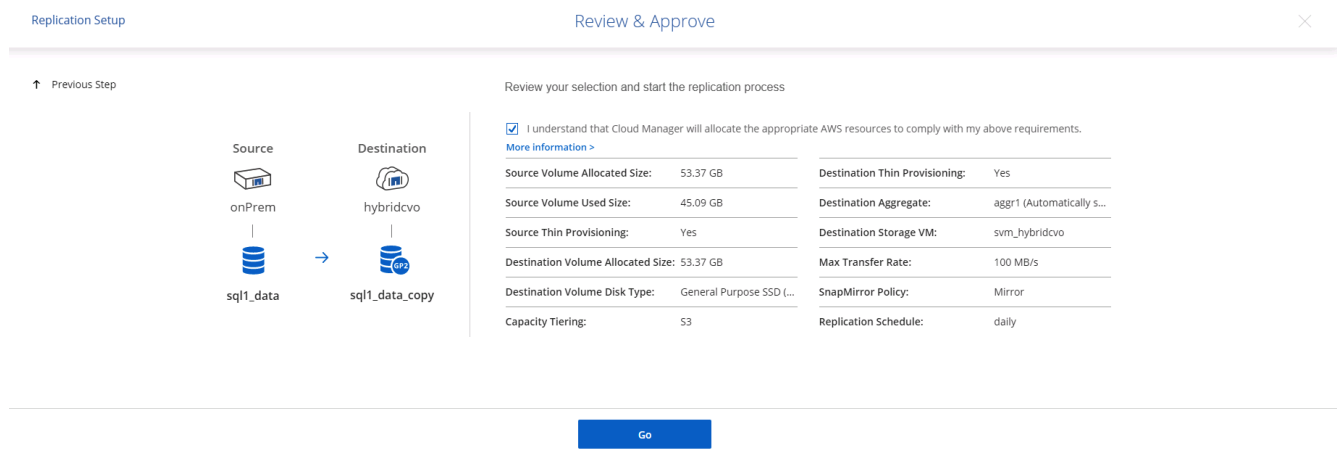 Replication Setup
Review & Approve
↑ Previous Step
Review your selection and start the replication process
I understand that Cloud Manager will allocate the appropriate AWS resources to comply with my above requirements.
More information >
Source
Destination
onPrem
hybridcvo
GP2
sql1_data
sql1_data_copy
Source Volume Allocated Size: 53.37 GB
Source Volume Used Size: 45.09 GB
Source Thin Provisioning: Yes
Destination Volume Allocated Size: 53.37 GB
Destination Volume Disk Type: General Purpose SSD (...
Capacity Tiering: S3
Destination Thin Provisioning: Yes
Destination Aggregate: aggr1 (Automatically s...
Destination Storage VM: svm_hybridcvo
Max Transfer Rate: 100 MB/s
SnapMirror Policy: Mirror
Replication Schedule: daily
Go